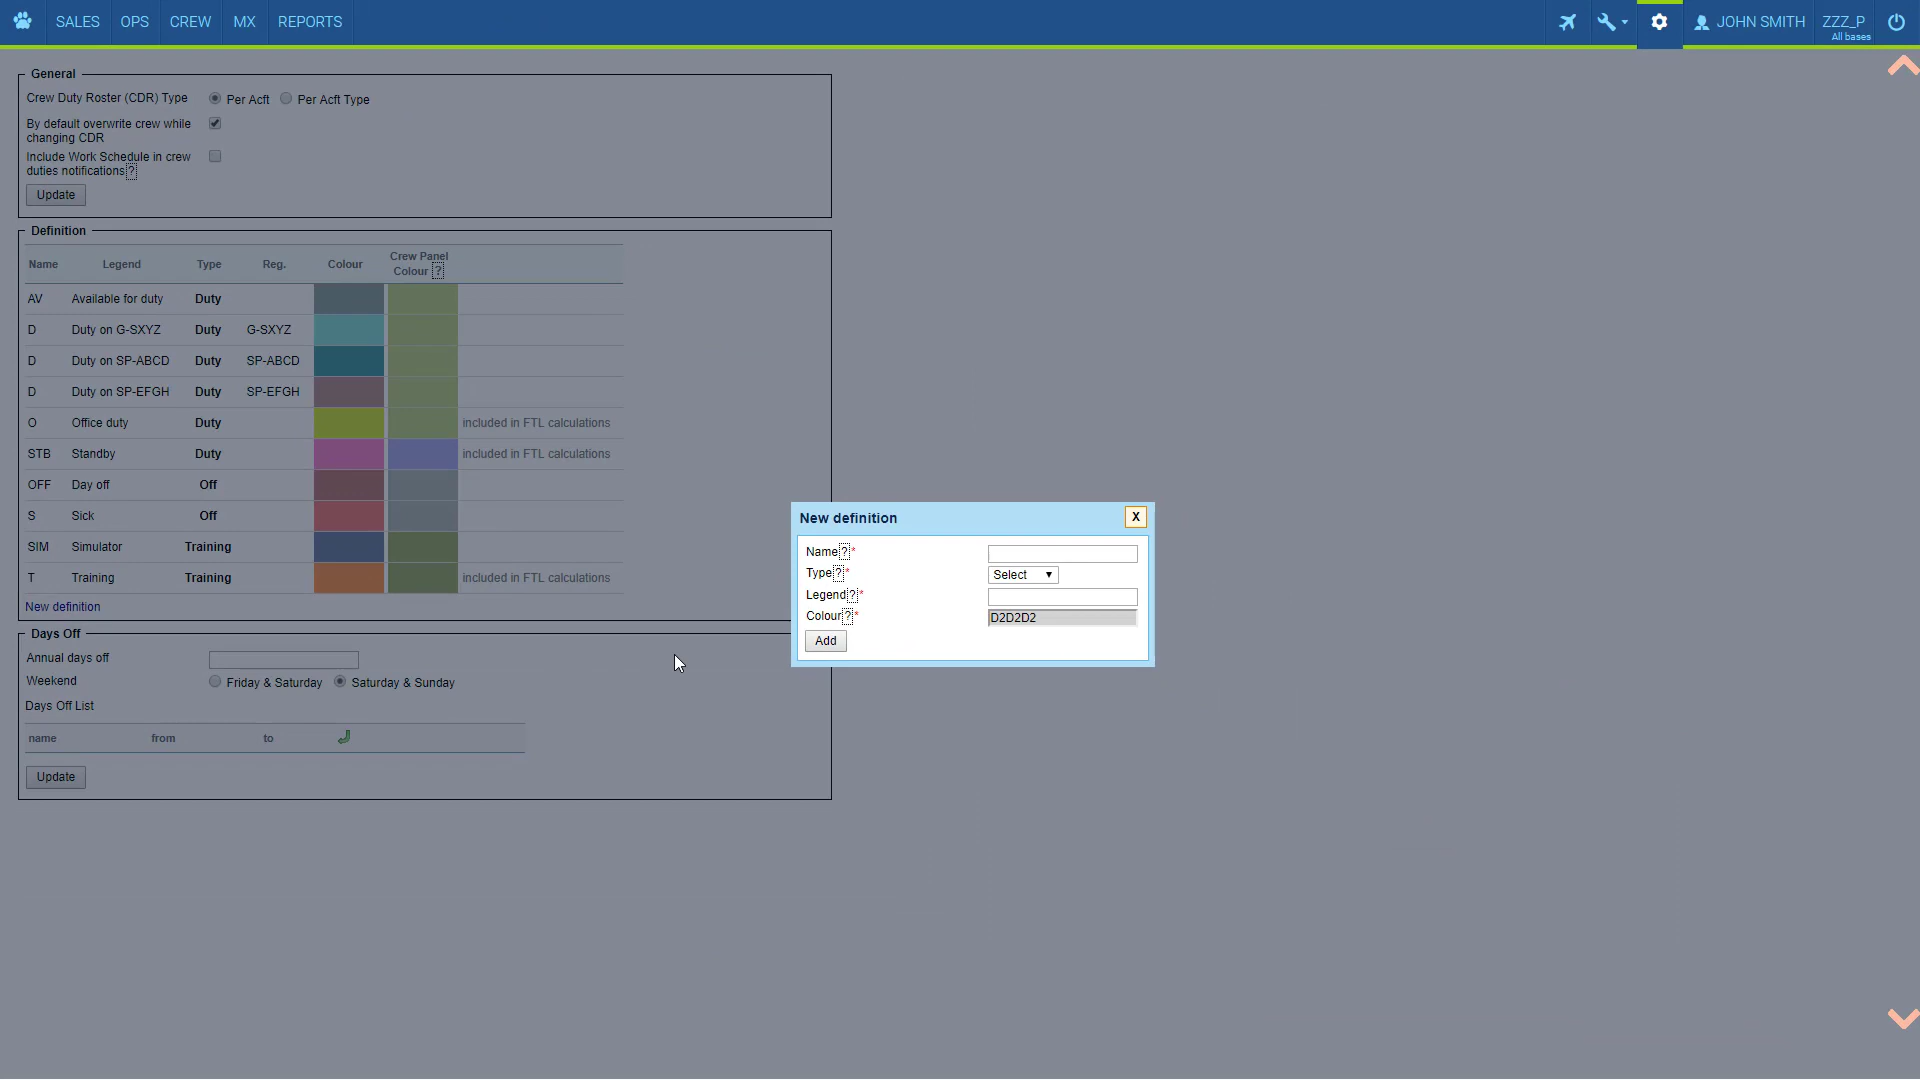 SALES OPS CREW MX REPORTS JOHN SMITH ZZZ_P
All bases
General
Crew Duty Roster (CDR) Type Per Acft Per Acft Type
By default overwrite crew while
changing CDR
Include Work Schedule in crew
duties notifications ?
Update
Definition
Name Legend Type Reg. Colour Crew Panel
Colour ?
AV Available for duty Duty
D Duty on G-SXYZ Duty G-SXYZ
D Duty on SP-ABCD Duty SP-ABCD
D Duty on SP-EFGH Duty SP-EFGH
O Office duty Duty included in FTL calculations
STB Standby Duty included in FTL calculations
OFF Day off Off
S Sick Off
SIM Simulator Training
T Training Training included in FTL calculations
New definition
Days Off
Annual days off
Weekend Friday & Saturday Saturday & Sunday
Days Off List
name from to
Update
New definition X
Name ?*
Type ?* Select
Legend ?*
Colour ?* D2D2D2
Add